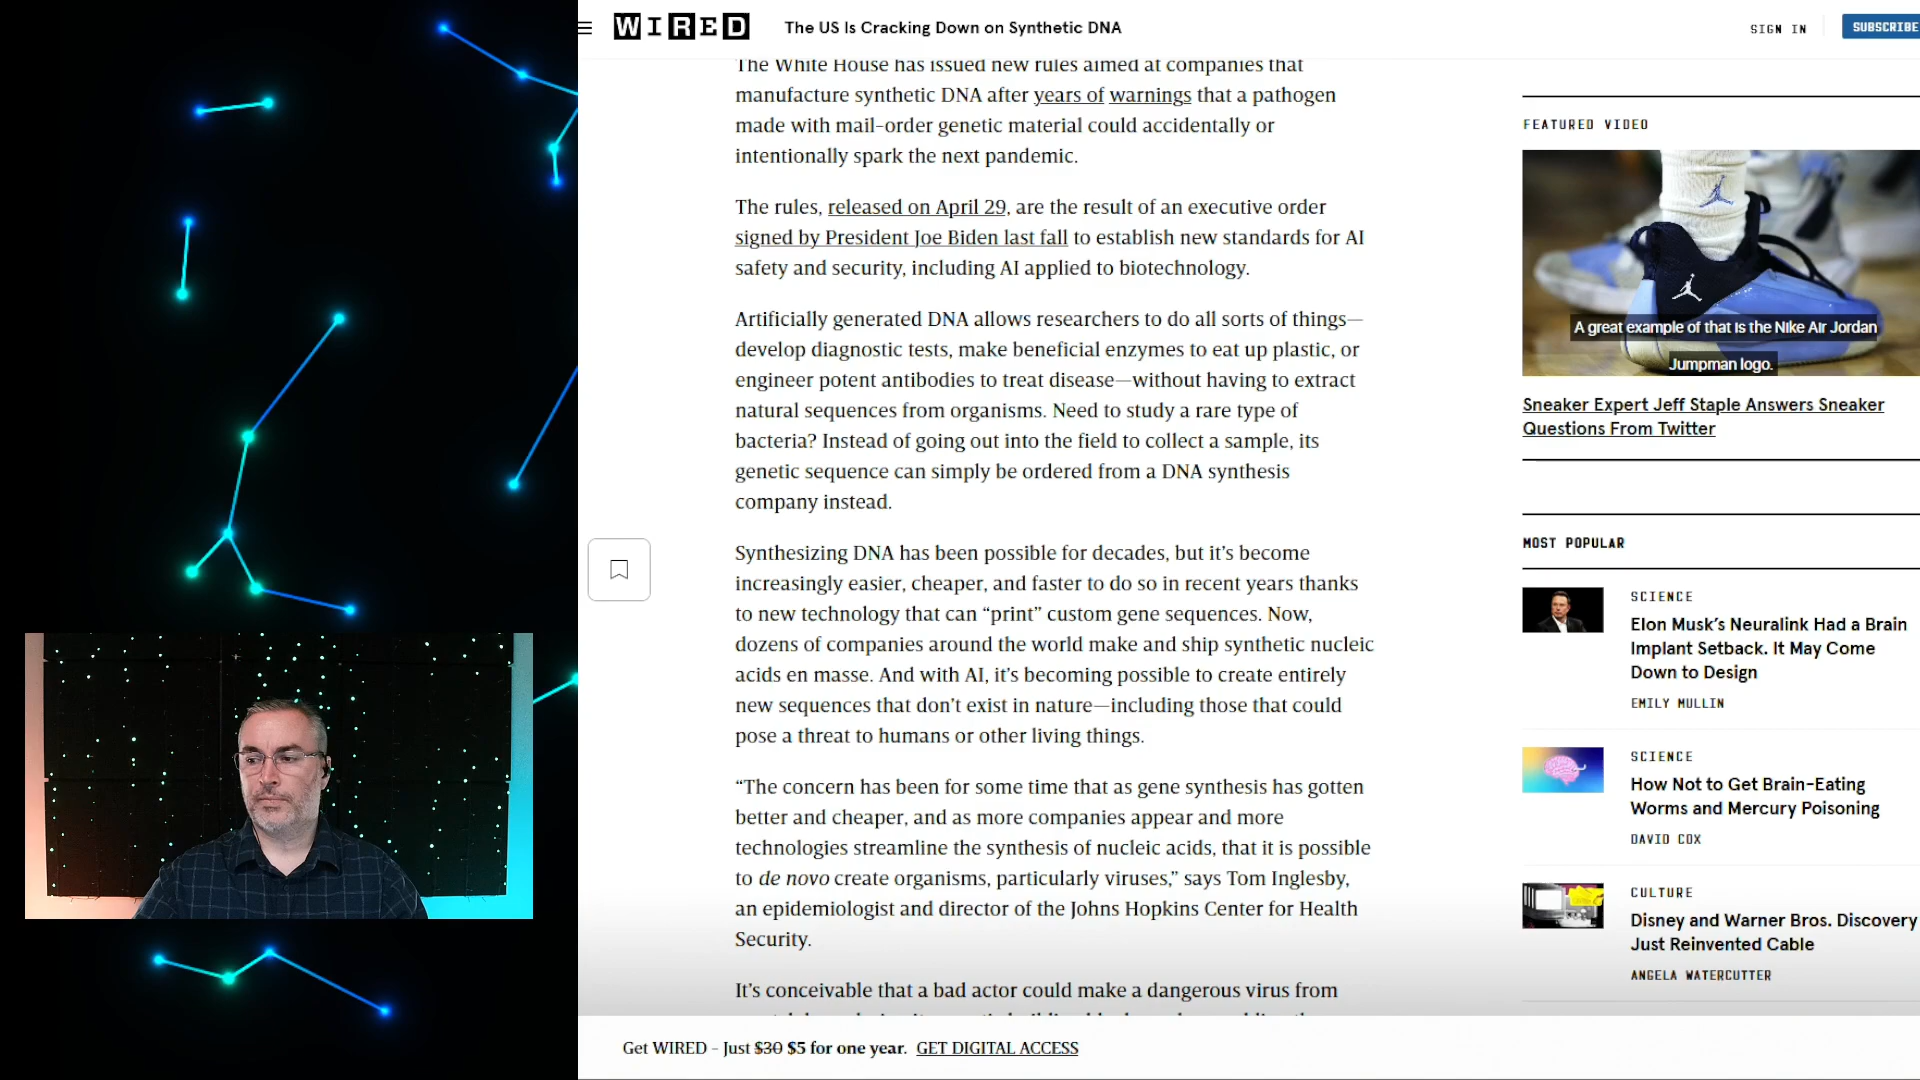 WIRED
The US Is Cracking Down on Synthetic DNA
SIGN IN
SUBSCRIBE
The White House has issued new rules aimed at companies that
manufacture synthetic DNA after years of warnings that a pathogen
made with mail-order genetic material could accidentally or
intentionally spark the next pandemic.
The rules, released on April 29, are the result of an executive order
signed by President Joe Biden last fall to establish new standards for AI
safety and security, including AI applied to biotechnology.
Artificially generated DNA allows researchers to do all sorts of things—
develop diagnostic tests, make beneficial enzymes to eat up plastic, or
engineer potent antibodies to treat disease—without having to extract
natural sequences from organisms. Need to study a rare type of
bacteria? Instead of going out into the field to collect a sample, its
genetic sequence can simply be ordered from a DNA synthesis
company instead.
Synthesizing DNA has been possible for decades, but it’s become
increasingly easier, cheaper, and faster to do so in recent years thanks
to new technology that can “print” custom gene sequences. Now,
dozens of companies around the world make and ship synthetic nucleic
acids en masse. And with AI, it’s becoming possible to create entirely
new sequences that don’t exist in nature—including those that could
pose a threat to humans or other living things.
“The concern has been for some time that as gene synthesis has gotten
better and cheaper, and as more companies appear and more
technologies streamline the synthesis of nucleic acids, that it is possible
to de novo create organisms, particularly viruses,” says Tom Inglesby,
an epidemiologist and director of the Johns Hopkins Center for Health
Security.
It’s conceivable that a bad actor could make a dangerous virus from
FEATURED VIDEO
A great example of that is the Nike Air Jordan
Jumpman logo.
Sneaker Expert Jeff Staple Answers Sneaker
Questions From Twitter
MOST POPULAR
SCIENCE
Elon Musk’s Neuralink Had a Brain
Implant Setback. It May Come
Down to Design
EMILY MULLIN
SCIENCE
How Not to Get Brain-Eating
Worms and Mercury Poisoning
DAVID COX
CULTURE
Disney and Warner Bros. Discovery
Just Reinvented Cable
ANGELA WATERCUTTER
Get WIRED - Just $30 $5 for one year. GET DIGITAL ACCESS